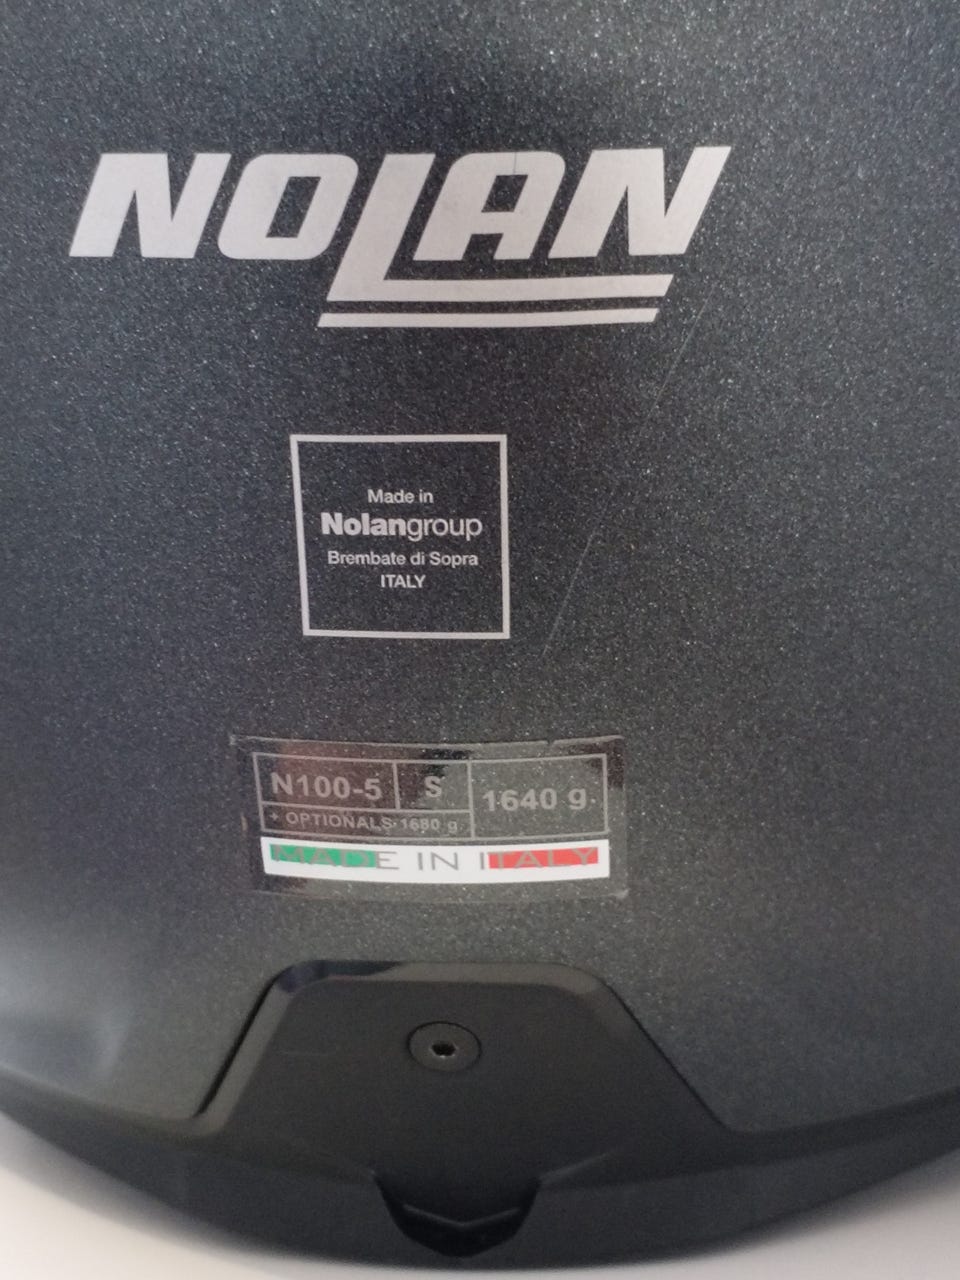 NOLAN
Made in
Nolangroup
Brembate di Sopra
ITALY
N100-5 S 1640 g.
+ OPTIONALS 1680 g.
MADE IN ITALY